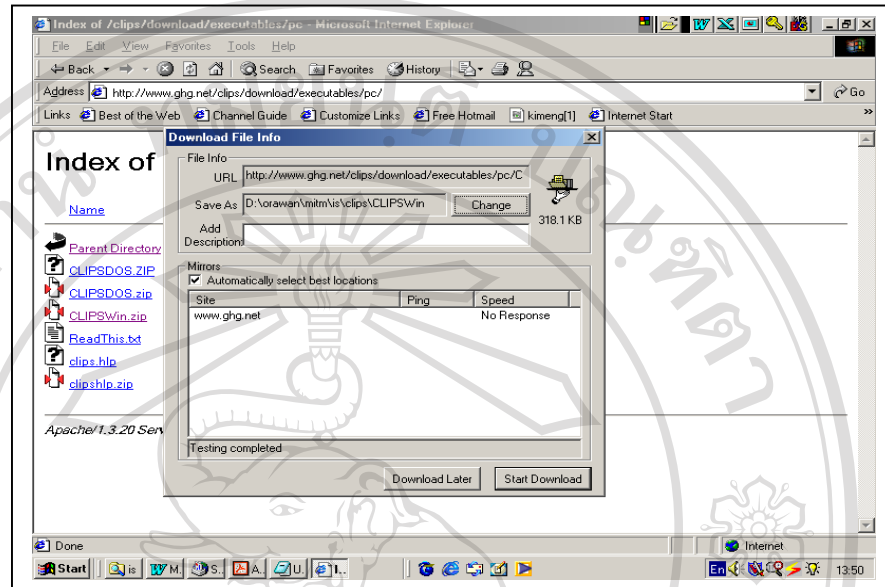 Index of /clips/download/executables/pc - Microsoft Internet Explorer
File Edit View Favorites Tools Help
Back Search Favorites History
Address http://www.ghg.net/clips/download/executables/pc/ Go
Links Best of the Web Channel Guide Customize Links Free Hotmail kimeng[1] Internet Start »
Index of
Name
Parent Directory
CLIPSDOS.ZIP
CLIPSDOS.zip
CLIPSWin.zip
ReadThis.txt
clips.hlp
clipshlp.zip
Apache/1.3.20 Serv
Download File Info
File Info
URL http://www.ghg.net/clips/download/executables/pc/C
Save As D:\orawan\mitm\is\clips\CLIPSWin Change
318.1 KB
Add Description:
Mirrors
Automatically select best locations
Site Ping Speed
www.ghg.net No Response
Testing completed
Download Later Start Download
Done Internet
Start is M. S. A. U. I.. En 13:50